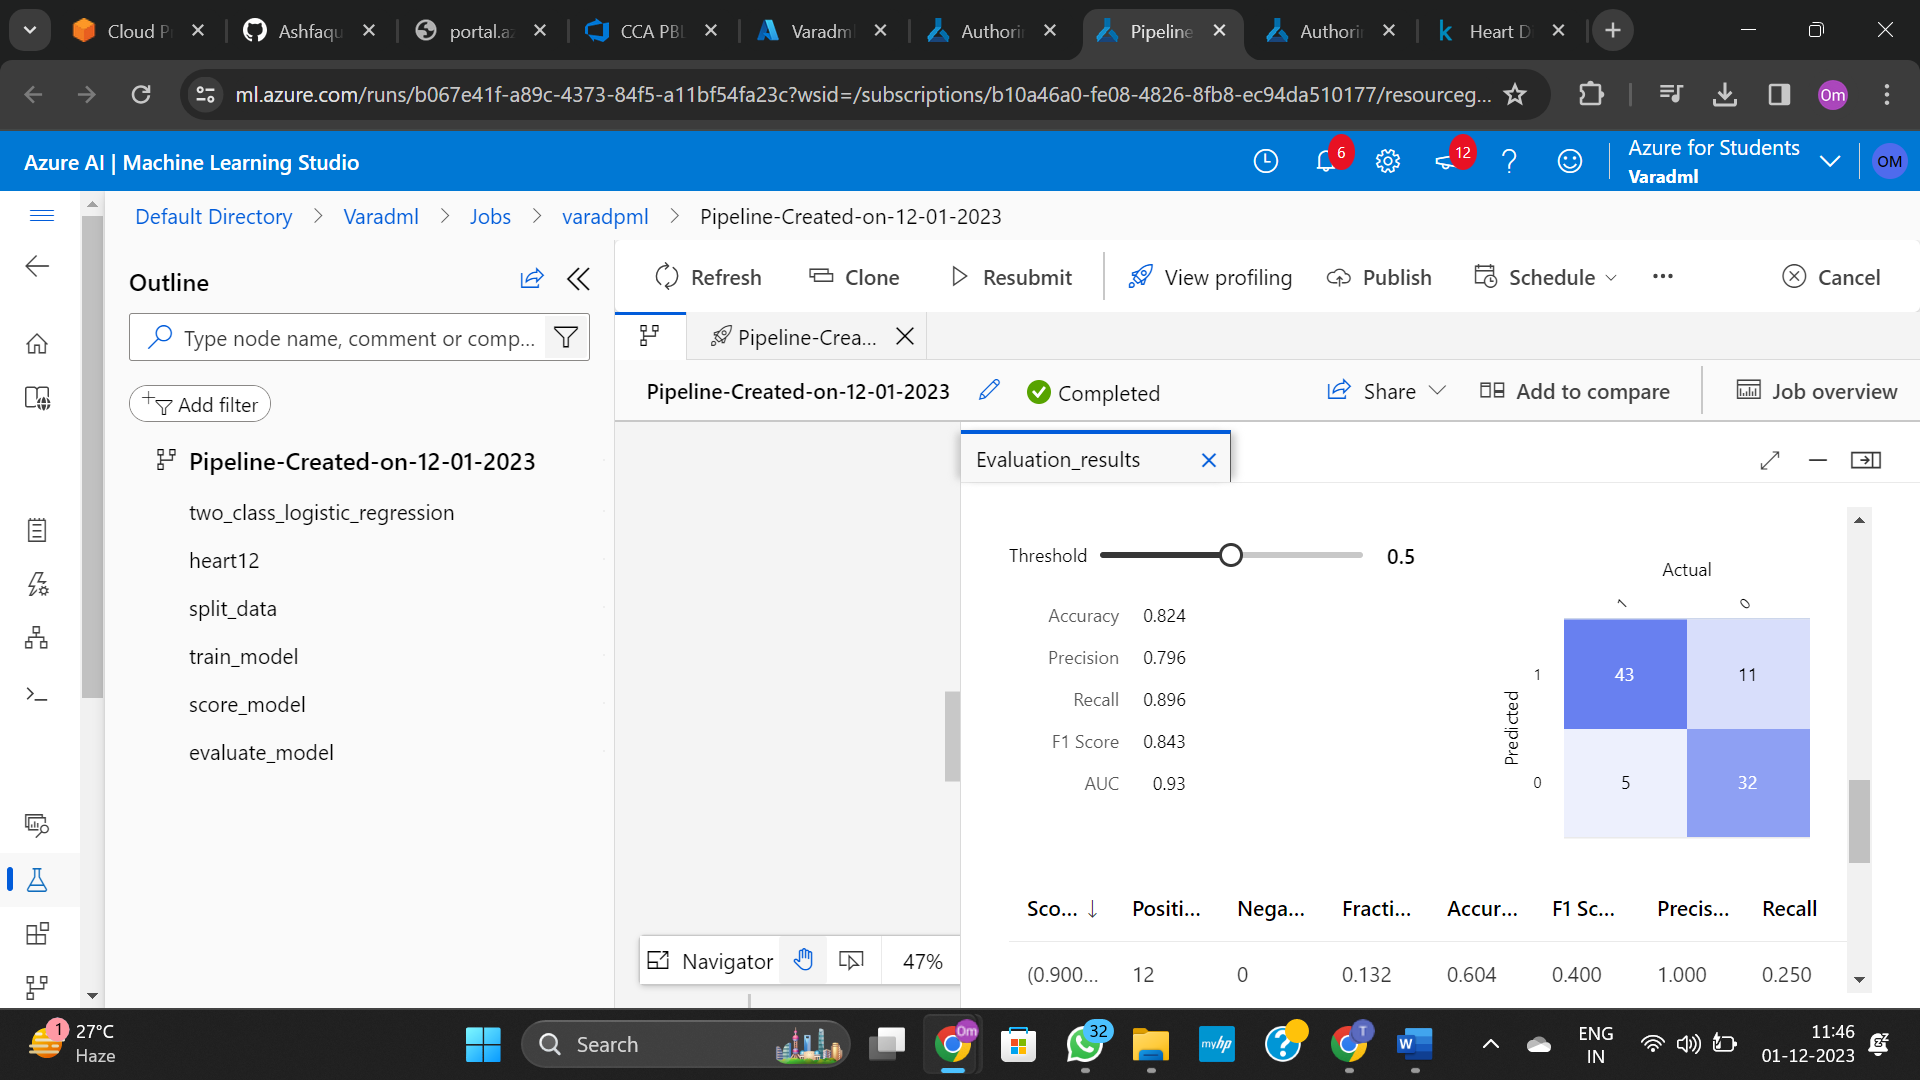 Cloud P
Ashfaqu
portal.az
CCA PBL
Varadml
Authorin
Pipeline
Authorin
Heart D
ml.azure.com/runs/b067e41f-a89c-4373-84f5-a11bf54fa23c?wsid=/subscriptions/b10a46a0-fe08-4826-8fb8-ec94da510177/resourceg...
Om
Azure AI | Machine Learning Studio
6
12
Azure for Students
Varadml
OM
Default Directory > Varadml > Jobs > varadpml > Pipeline-Created-on-12-01-2023
Outline
Type node name, comment or comp...
Add filter
Pipeline-Created-on-12-01-2023
two_class_logistic_regression
heart12
split_data
train_model
score_model
evaluate_model
Refresh Clone Resubmit View profiling Publish Schedule ... Cancel
Pipeline-Crea...
Pipeline-Created-on-12-01-2023 Completed Share Add to compare Job overview
Evaluation_results
Threshold 0.5
Accuracy 0.824
Precision 0.796
Recall 0.896
F1 Score 0.843
AUC 0.93
Actual
1 0
Predicted
1 43 11
0 5 32
Sco... ↓ Positi... Nega... Fracti... Accur... F1 Sc... Precis... Recall
(0.900... 12 0 0.132 0.604 0.400 1.000 0.250
Navigator 47%
1
27°C
Haze
Search
Om
32
myhp
T
W
ENG
IN
11:46
01-12-2023